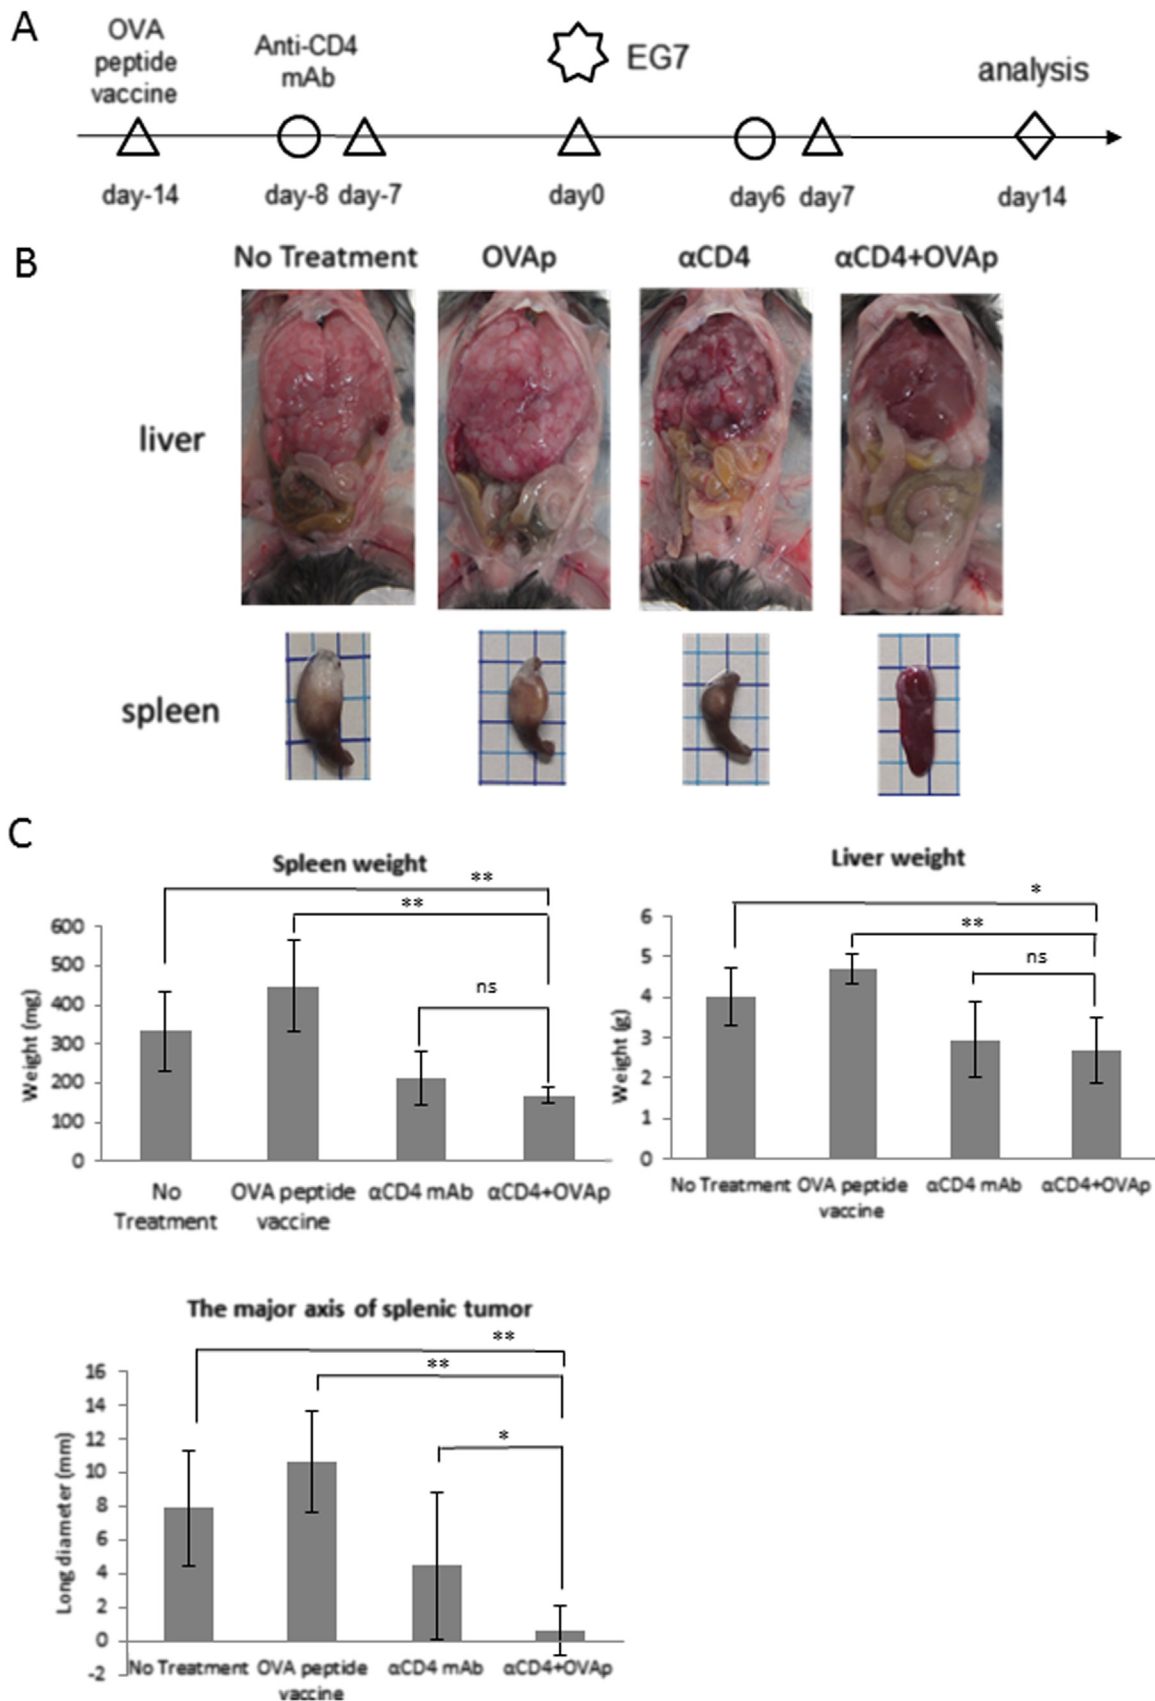 A
OVA
peptide
vaccine
Anti-CD4
mAb
EG7
analysis
day-14
day-8
day-7
day0
day6
day7
day14
B
No Treatment
OVAp
αCD4
αCD4+OVAp
liver
spleen
C
Spleen weight
**
**
ns
600
500
400
300
200
100
0
Weight (mg)
No
Treatment
OVA peptide
vaccine
αCD4 mAb
αCD4+OVAp
Liver weight
*
**
ns
6
5
4
3
2
1
0
Weight (g)
No Treatment
OVA peptide
vaccine
αCD4 mAb
αCD4+OVAp
The major axis of splenic tumor
**
**
*
16
14
12
10
8
6
4
2
0
-2
Long diameter (mm)
No Treatment
OVA peptide
vaccine
αCD4 mAb
αCD4+OVAp